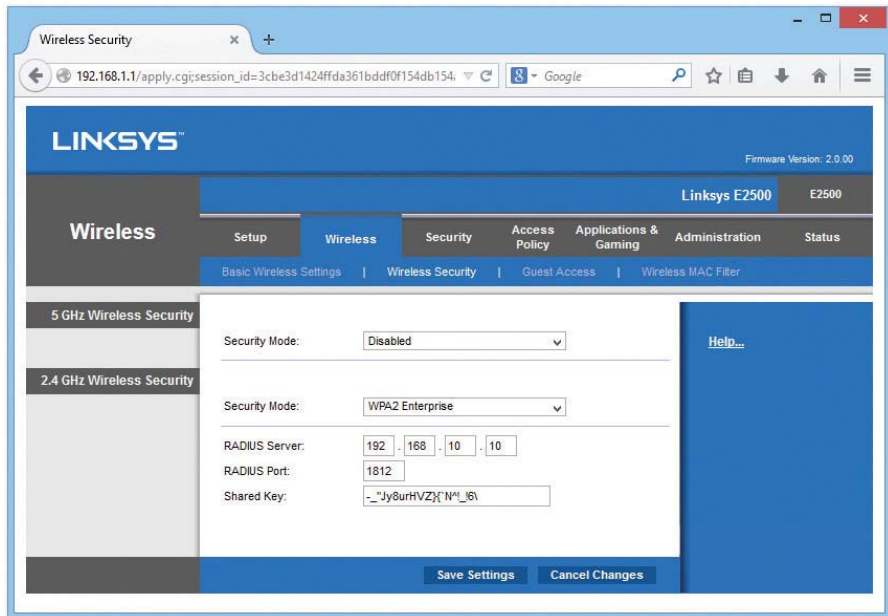 Wireless Security
192.168.1.1/apply.cgi;session_id=3cbe3d1424ffda361bddf0f154db154
Google
LINKSYS™
Firmware Version: 2.0.00
Linksys E2500 E2500
Wireless
Setup Wireless Security Access Policy Applications & Gaming Administration Status
Basic Wireless Settings | Wireless Security | Guest Access | Wireless MAC Filter
5 GHz Wireless Security
Security Mode: Disabled
Help...
2.4 GHz Wireless Security
Security Mode: WPA2 Enterprise
RADIUS Server: 192 . 168 . 10 . 10
RADIUS Port: 1812
Shared Key: -_"Jy8urHVZ}{`N^!_!6\
Save Settings Cancel Changes